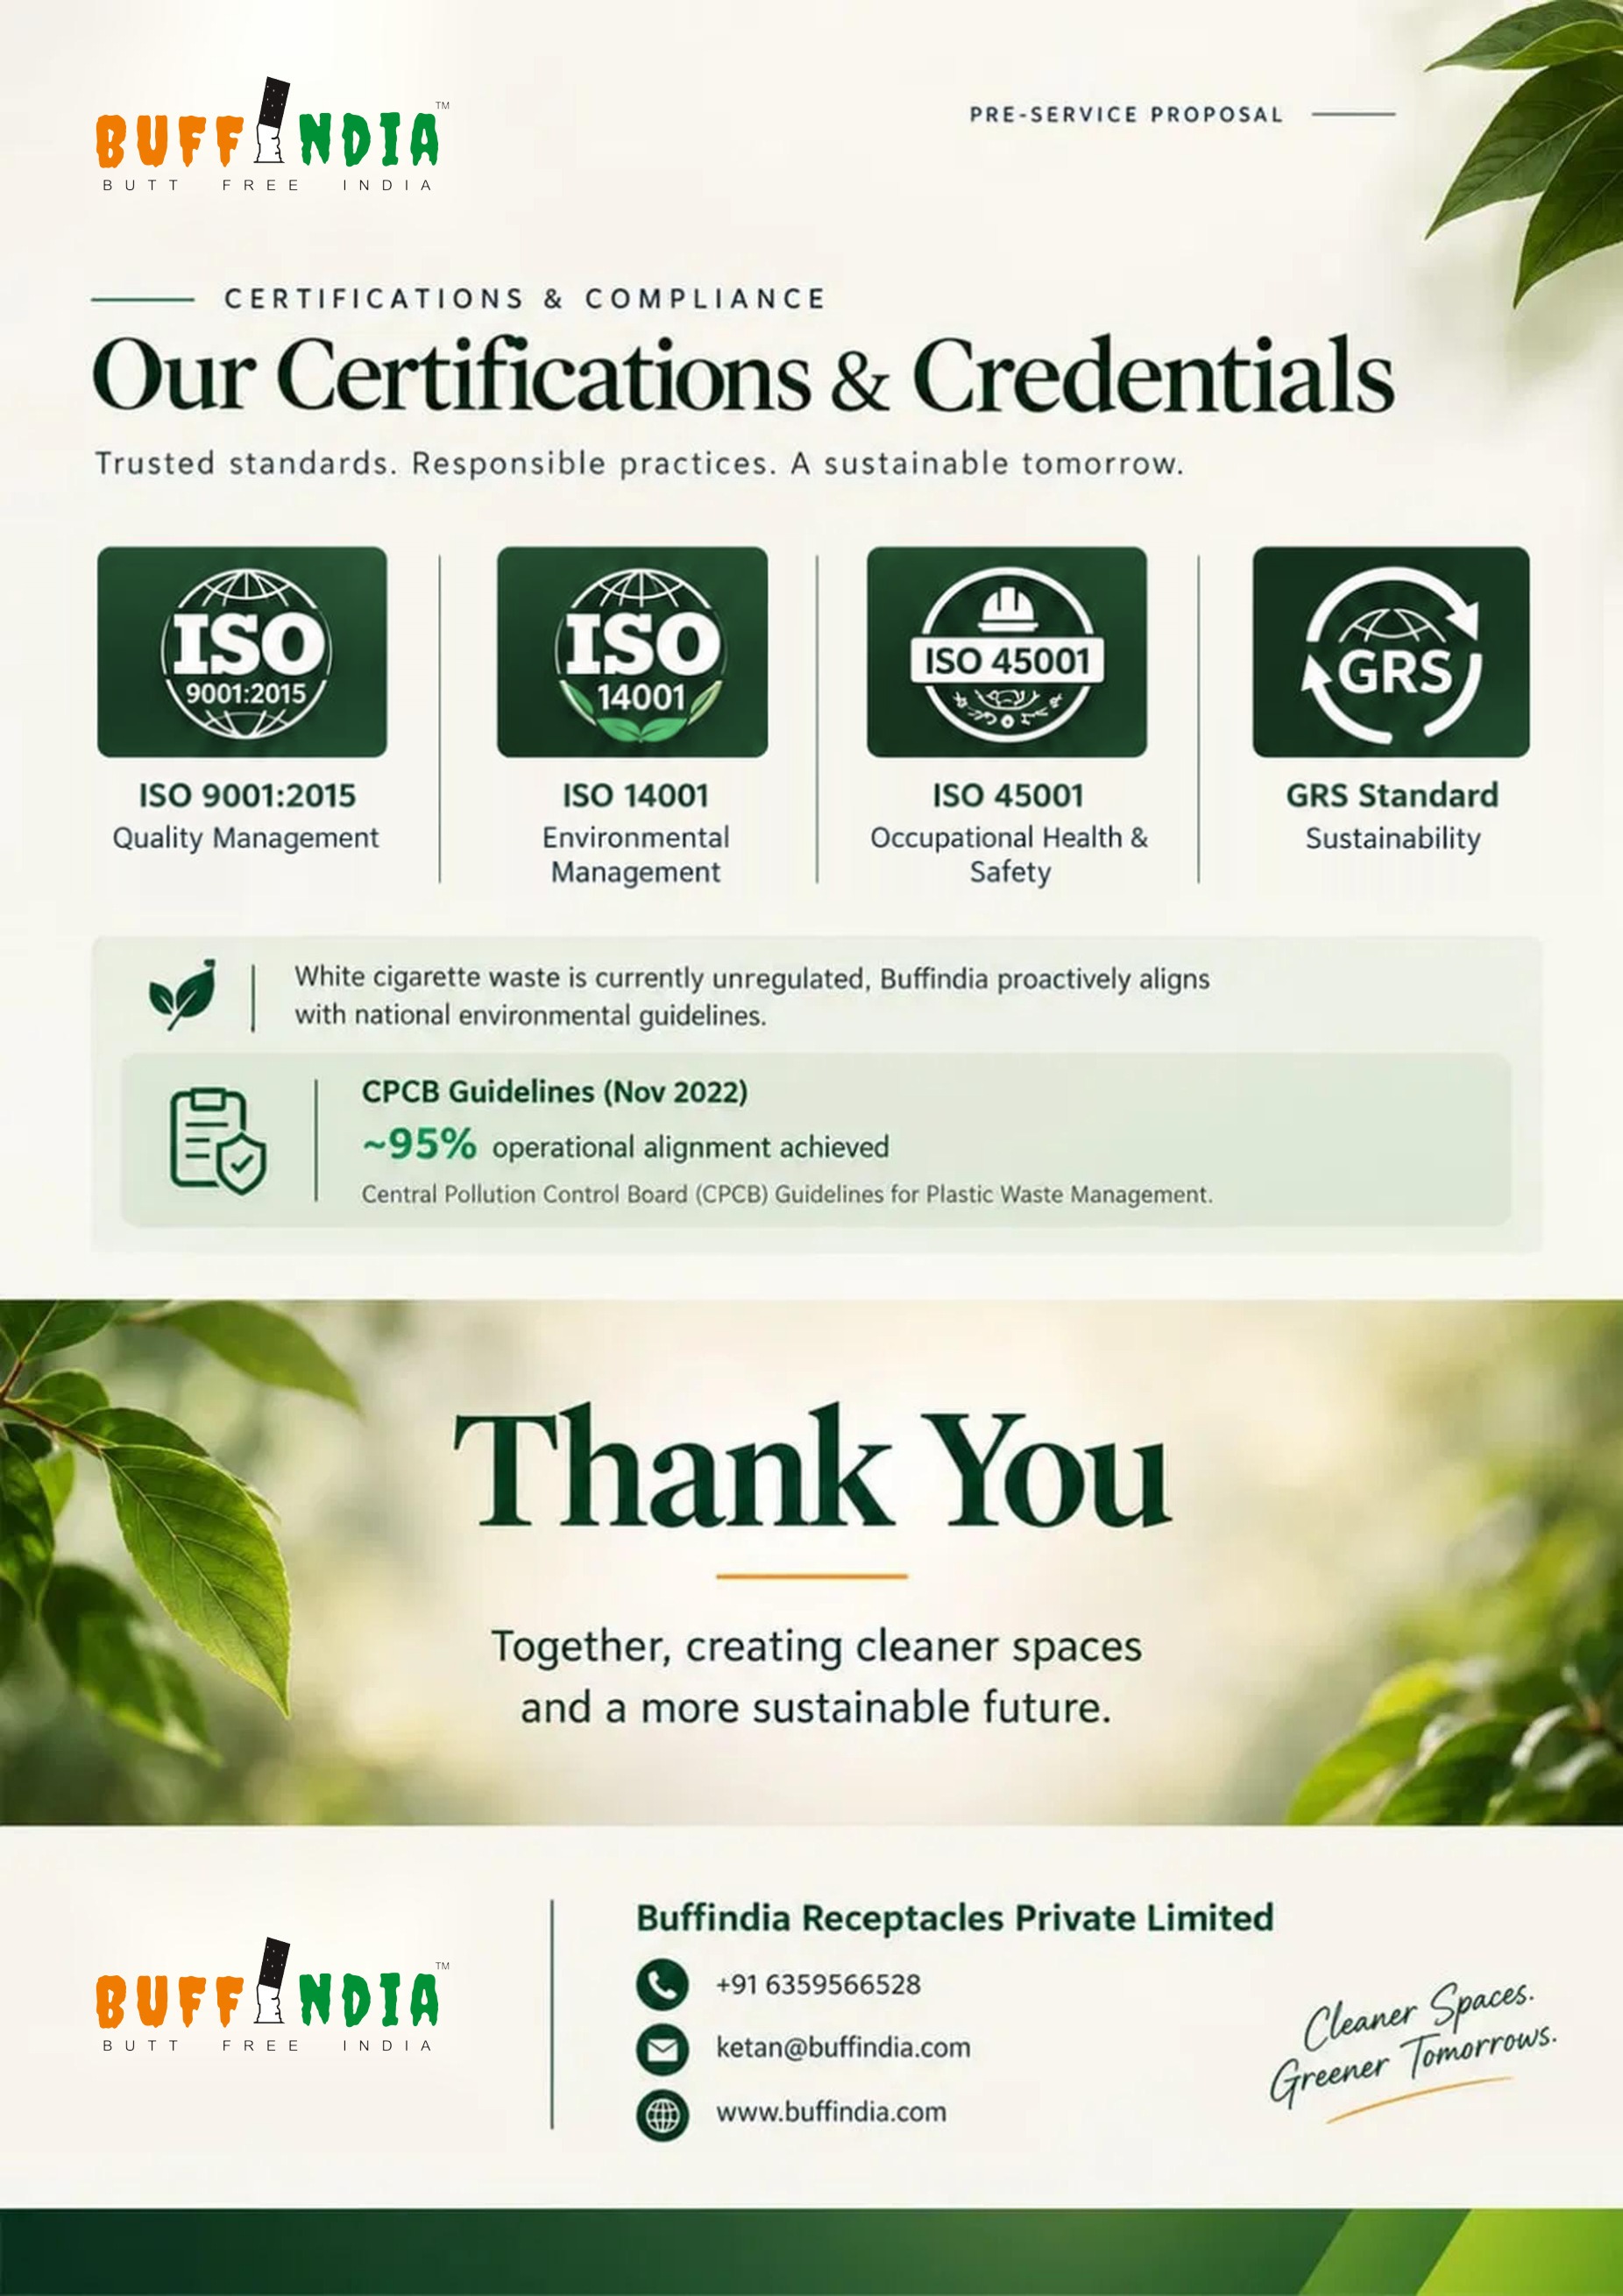 BUFFINDIA
TM
BUTT FREE INDIA
PRE-SERVICE PROPOSAL
CERTIFICATIONS & COMPLIANCE
Our Certifications & Credentials
Trusted standards. Responsible practices. A sustainable tomorrow.
ISO
9001:2015
ISO 9001:2015
Quality Management
ISO
14001
ISO 14001
Environmental
Management
ISO 45001
ISO 45001
Occupational Health &
Safety
GRS
GRS Standard
Sustainability
White cigarette waste is currently unregulated, Buffindia proactively aligns
with national environmental guidelines.
CPCB Guidelines (Nov 2022)
~95% operational alignment achieved
Central Pollution Control Board (CPCB) Guidelines for Plastic Waste Management.
Thank You
Together, creating cleaner spaces
and a more sustainable future.
BUFFINDIA
TM
BUTT FREE INDIA
Buffindia Receptacles Private Limited
+91 6359566528
ketan@buffindia.com
www.buffindia.com
Cleaner Spaces.
Greener Tomorrows.